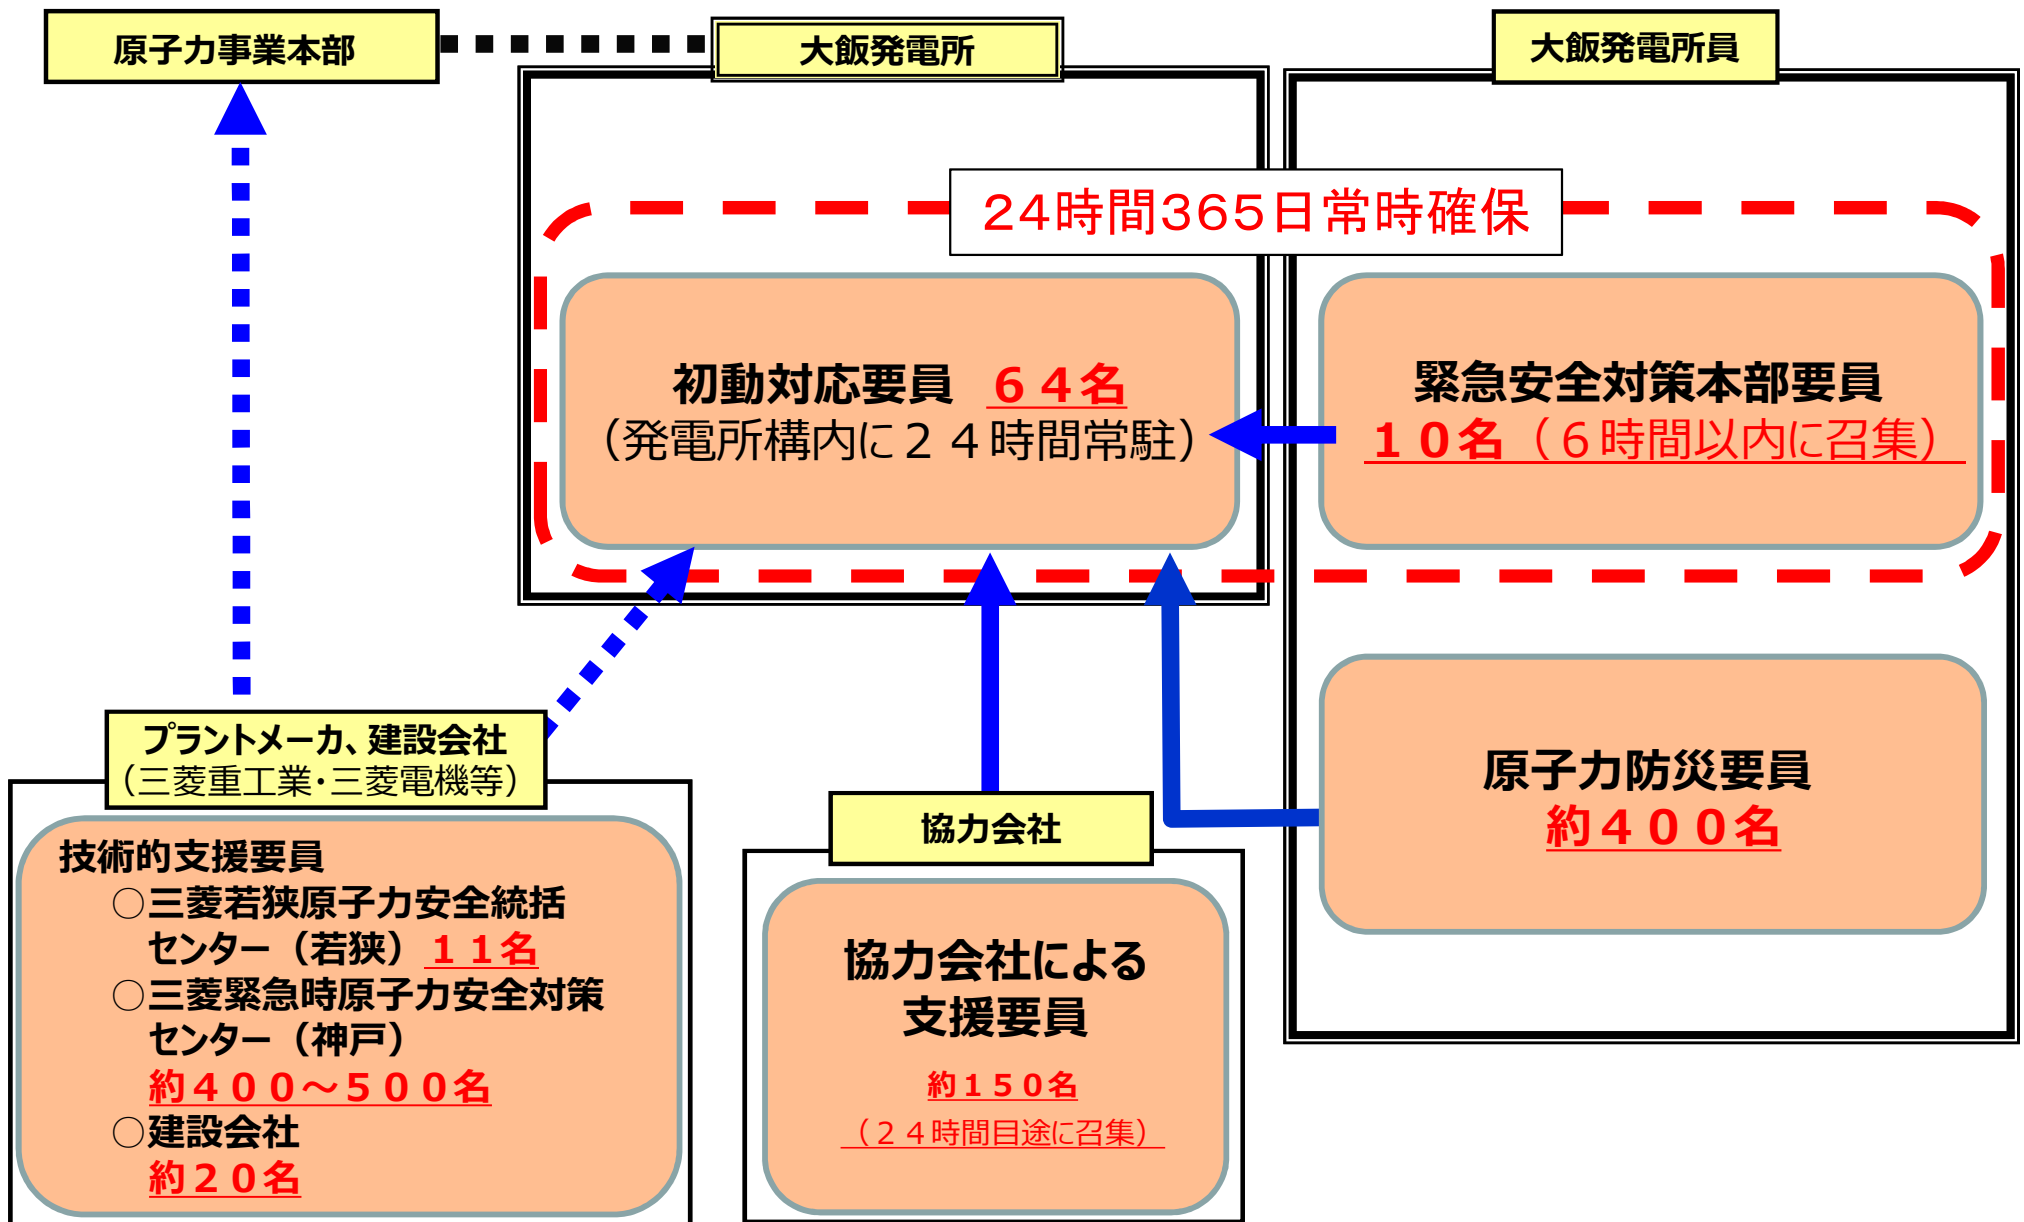 原子力事業本部
大飯発電所
大飯発電所員
24時間365日常時確保
初動対応要員　６４名
（発電所構内に２４時間常駐）
緊急安全対策本部要員
１０名（６時間以内に召集）
原子力防災要員
約４００名
プラントメーカ、建設会社
（三菱重工業・三菱電機等）
技術的支援要員
○三菱若狭原子力安全統括
センター（若狭）１１名
○三菱緊急時原子力安全対策
センター（神戸）
約４００～５００名
○建設会社
約２０名
協力会社
協力会社による
支援要員
約１５０名
（２４時間目途に召集）